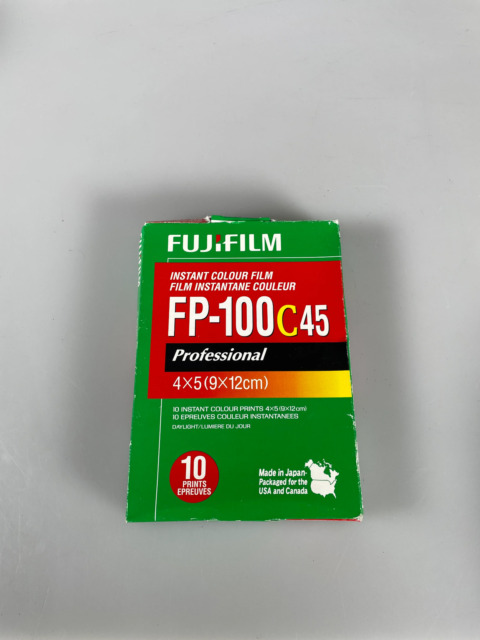 FUJIFILM
INSTANT COLOUR FILM
FILM INSTANTANE COULEUR
FP-100C45
Professional
4×5(9×12cm)
10 INSTANT COLOUR PRINTS 4×5(9×12cm)
10 EPREUVES COULEUR INSTANTANEES
DAYLIGHT/LUMIERE DU JOUR
10
PRINTS
EPREUVES
Made in Japan-
Packaged for the
USA and Canada